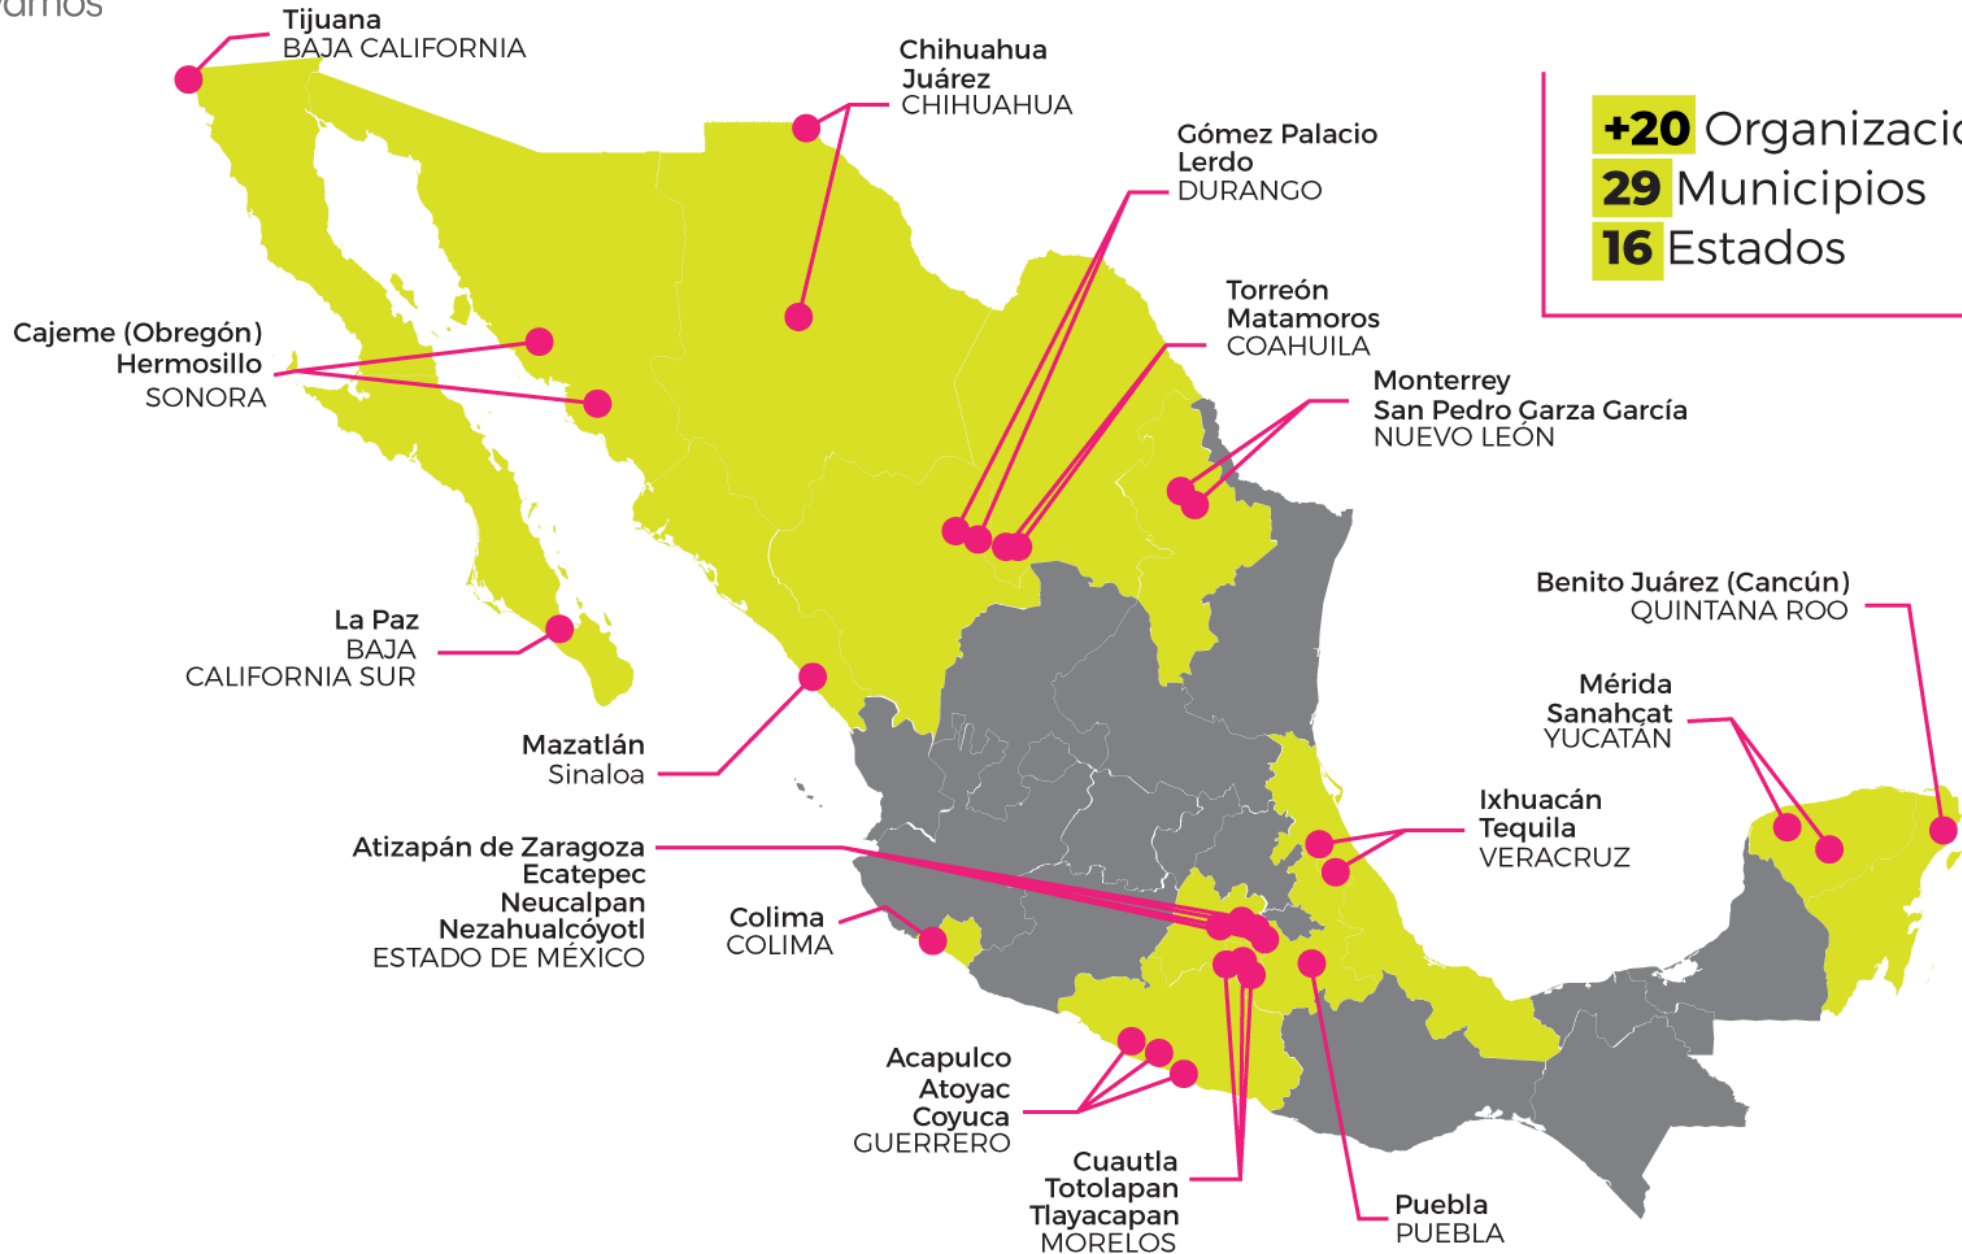 Tijuana
BAJA CALIFORNIA
Chihuahua
Juárez
CHIHUAHUA
Gómez Palacio
Lerdo
DURANGO
+20 Organizacio
29 Municipios
16 Estados
Torreón
Matamoros
COAHUILA
Cajeme (Obregón)
Hermosillo
SONORA
Monterrey
San Pedro Garza García
NUEVO LEÓN
Benito Juárez (Cancún)
QUINTANA ROO
La Paz
BAJA
CALIFORNIA SUR
Mérida
Sanahcat
YUCATÁN
Mazatlán
Sinaloa
Ixhuacán
Tequila
VERACRUZ
Atizapán de Zaragoza
Ecatepec
Neucalpan
Nezahualcóyotl
ESTADO DE MÉXICO
Colima
COLIMA
Acapulco
Atoyac
Coyuca
GUERRERO
Cuautla
Totolapan
Tlayacapan
MORELOS
Puebla
PUEBLA